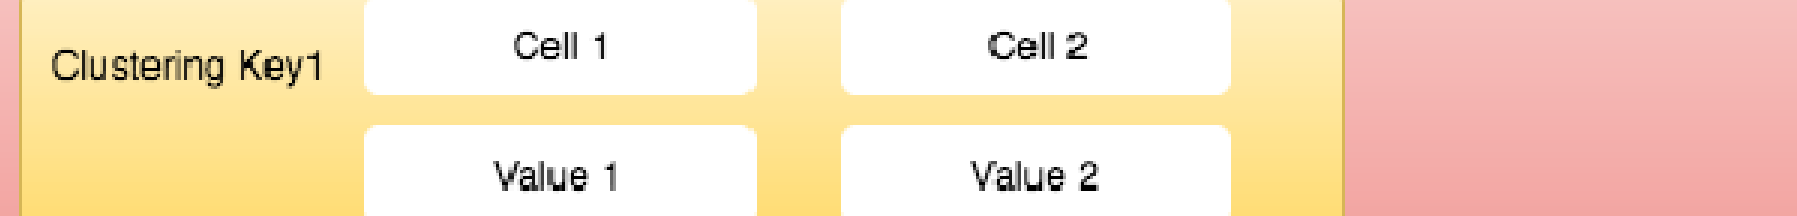 Clustering Key1
Cell 1
Cell 2
Value 1
Value 2